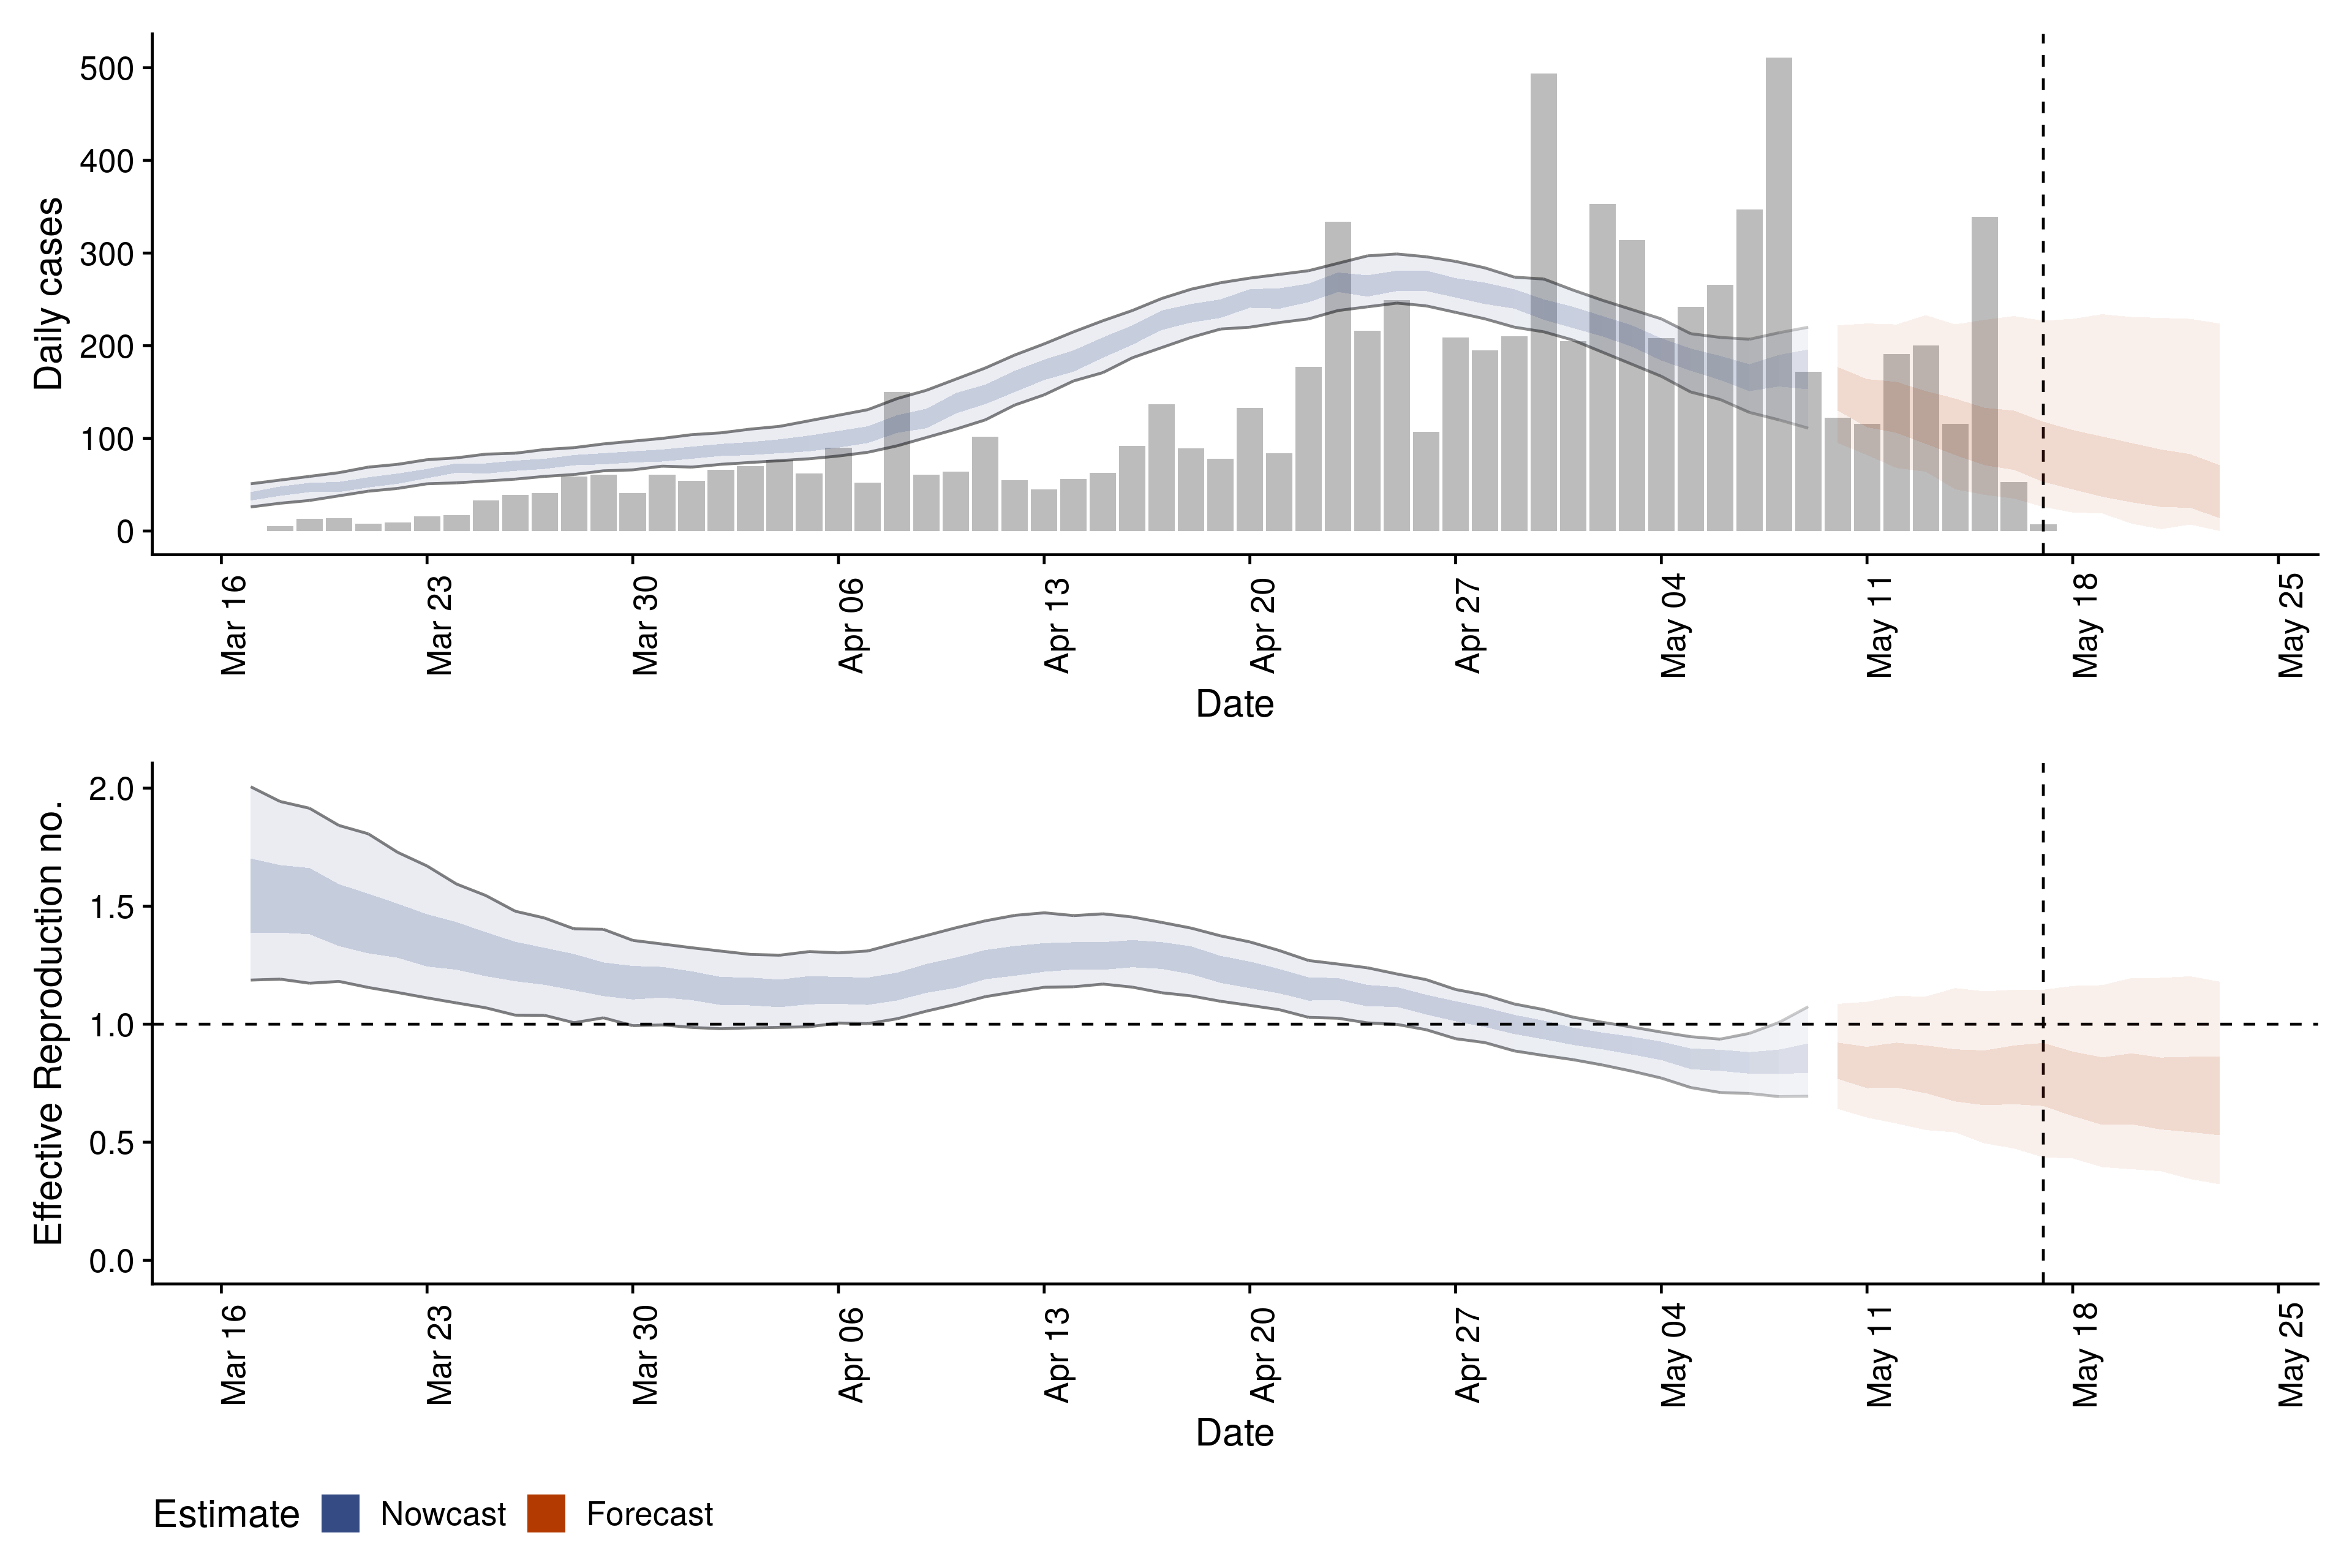 Daily cases
500
400
300
200
100
0
Mar 16
Mar 23
Mar 30
Apr 06
Apr 13
Apr 20
Apr 27
May 04
May 11
May 18
May 25
Date
Effective Reproduction no.
2.0
1.5
1.0
0.5
0.0
Mar 16
Mar 23
Mar 30
Apr 06
Apr 13
Apr 20
Apr 27
May 04
May 11
May 18
May 25
Date
Estimate Nowcast Forecast